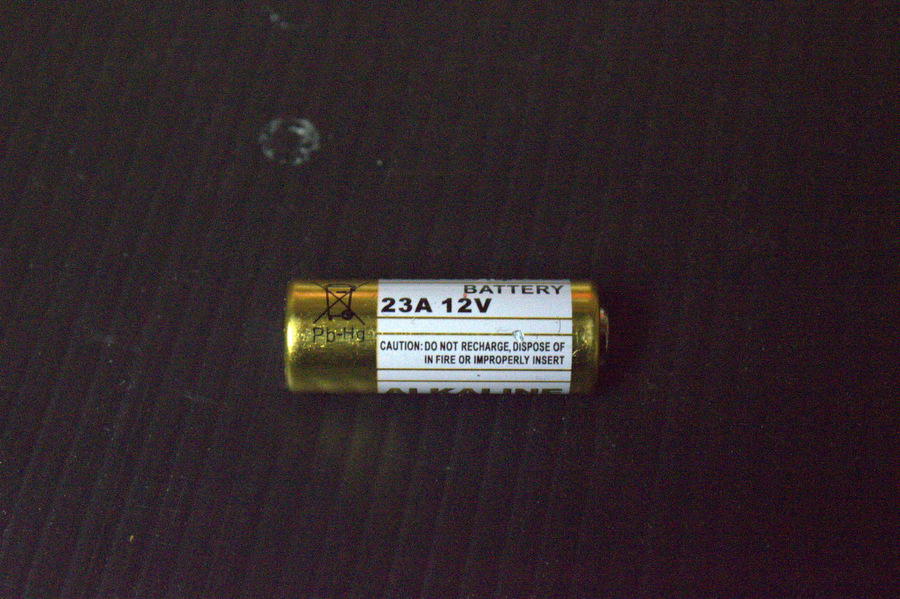 BATTERY
23A 12V
Pb-Hg
CAUTION: DO NOT RECHARGE, DISPOSE OF
IN FIRE OR IMPROPERLY INSERT
ALKALINE